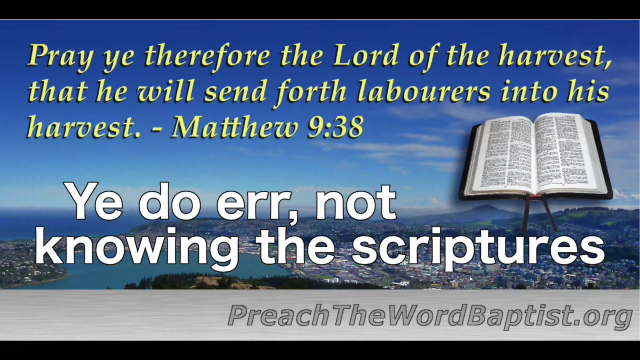 Pray ye therefore the Lord of the harvest,
that he will send forth labourers into his
harvest. - Matthew 9:38
Ye do err, not
knowing the scriptures
PreachTheWordBaptist.org